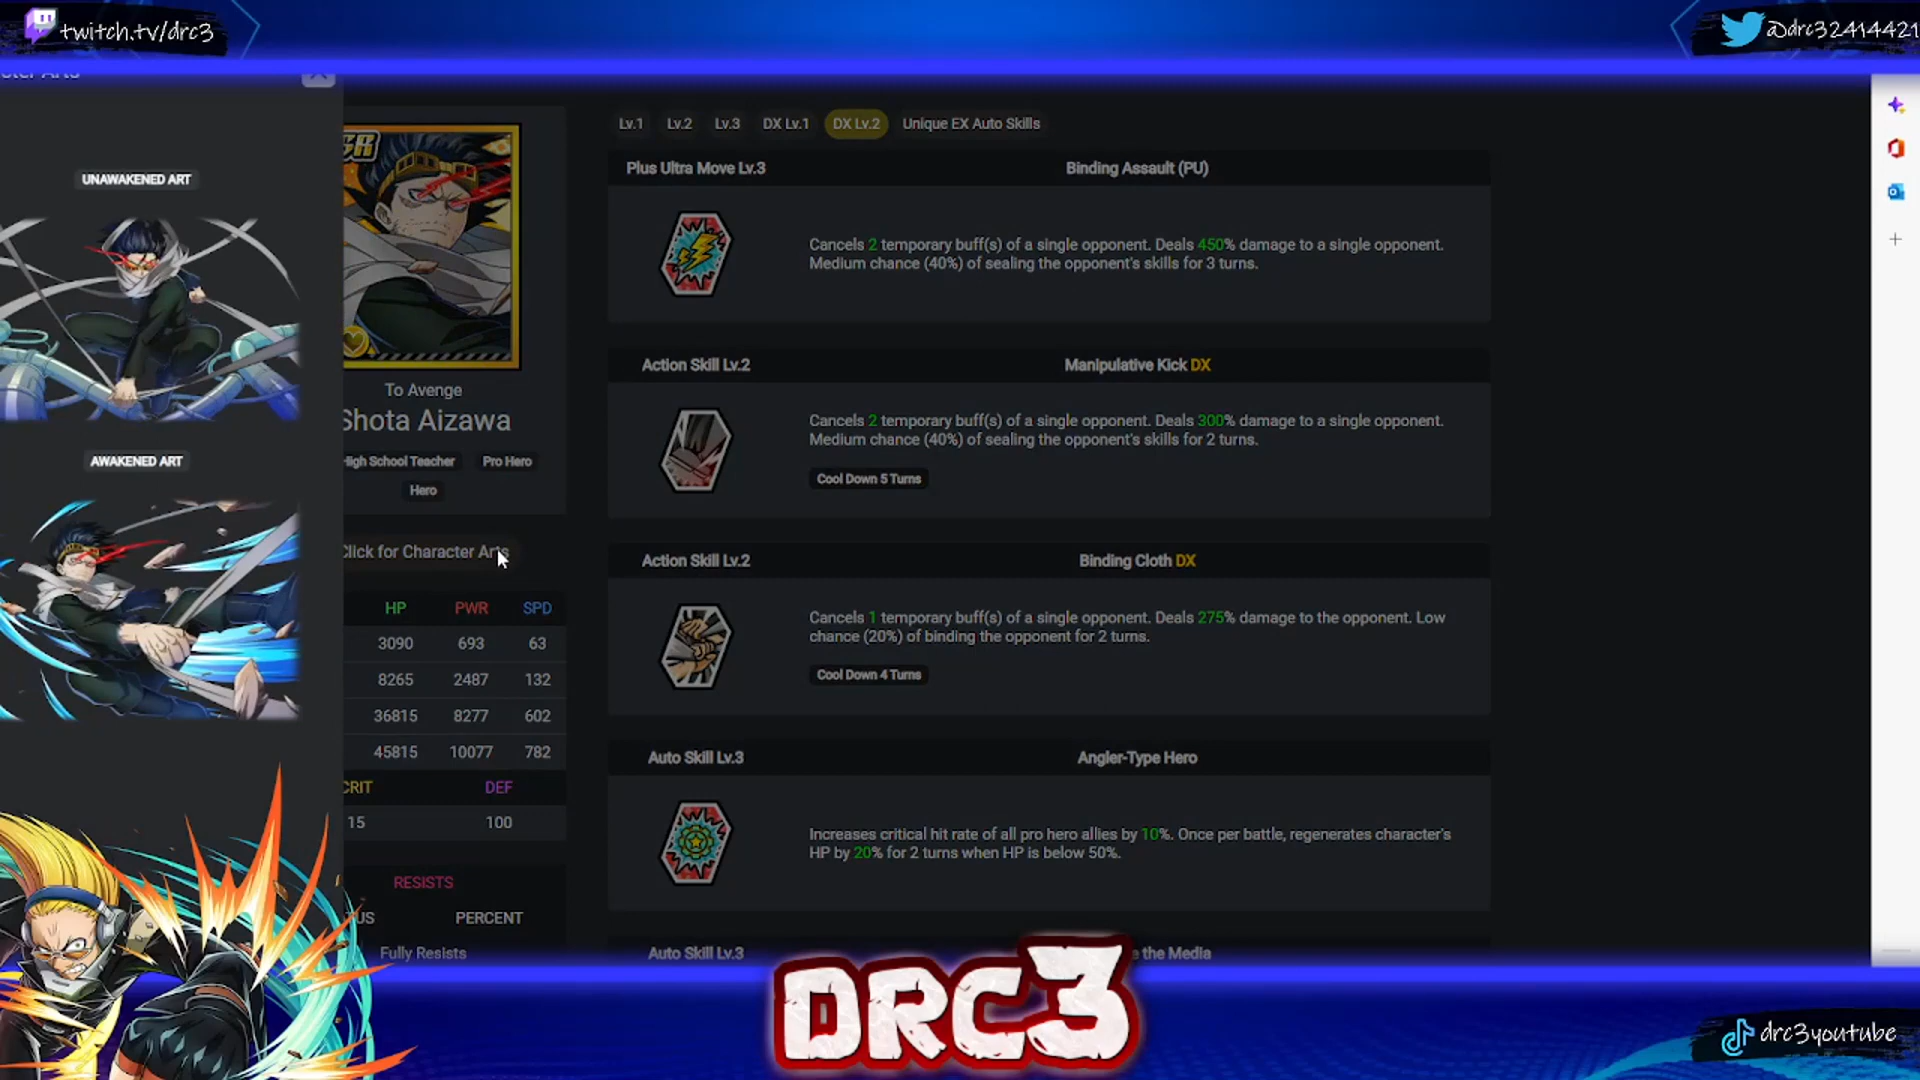 twitch.tv/drc3
@drc32414421
UNAWAKENED ART
AWAKENED ART
To Avenge
Shota Aizawa
High School Teacher
Pro Hero
Hero
Click for Character Arts
HP PWR SPD
3090 693 63
8265 2487 132
36815 8277 602
45815 10077 782
CRIT DEF
15 100
RESISTS
PERCENT
Fully Resists
Lv.1 Lv.2 Lv.3 DX Lv.1 DX Lv.2 Unique EX Auto Skills
Plus Ultra Move Lv.3 Binding Assault (PU)
Cancels 2 temporary buff(s) of a single opponent. Deals 450% damage to a single opponent.
Medium chance (40%) of sealing the opponent's skills for 3 turns.
Action Skill Lv.2 Manipulative Kick DX
Cancels 2 temporary buff(s) of a single opponent. Deals 300% damage to a single opponent.
Medium chance (40%) of sealing the opponent's skills for 2 turns.
Cool Down 5 Turns
Action Skill Lv.2 Binding Cloth DX
Cancels 1 temporary buff(s) of a single opponent. Deals 275% damage to the opponent. Low
chance (20%) of binding the opponent for 2 turns.
Cool Down 4 Turns
Auto Skill Lv.3 Angler-Type Hero
Increases critical hit rate of all pro hero allies by 10%. Once per battle, regenerates character's
HP by 20% for 2 turns when HP is below 50%.
Auto Skill Lv.3 the Media
DRC3
drc3youtube